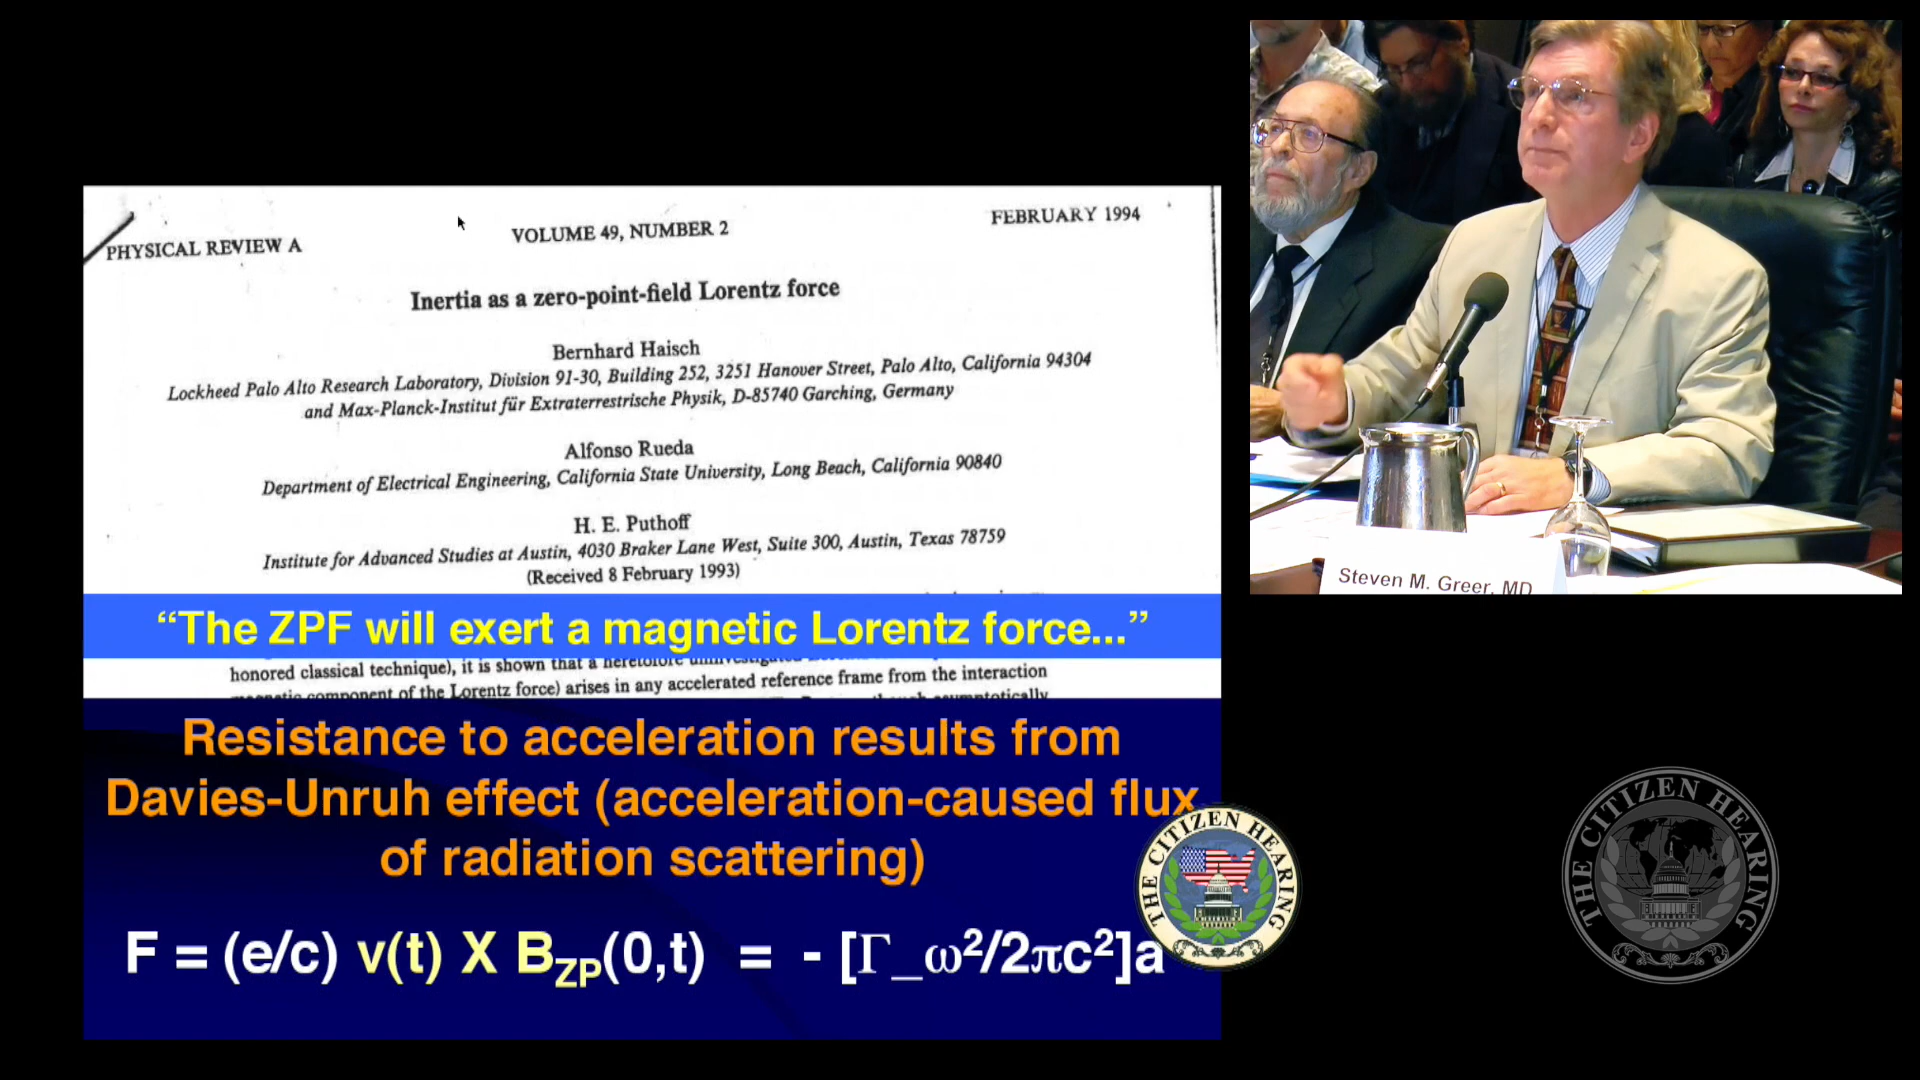 PHYSICAL REVIEW A
VOLUME 49, NUMBER 2
FEBRUARY 1994
Inertia as a zero-point-field Lorentz force
Bernhard Haisch
Lockheed Palo Alto Research Laboratory, Division 91-30, Building 252, 3251 Hanover Street, Palo Alto, California 94304
and Max-Planck-Institut für Extraterrestrische Physik, D-85740 Garching, Germany
Alfonso Rueda
Department of Electrical Engineering, California State University, Long Beach, California 90840
H. E. Puthoff
Institute for Advanced Studies at Austin, 4030 Braker Lane West, Suite 300, Austin, Texas 78759
(Received 8 February 1993)
“The ZPF will exert a magnetic Lorentz force...”
honored classical technique), it is shown that a heretofore
honored
component of the Lorentz force) arises in any accelerated reference frame from the interaction
Resistance to acceleration results from
Davies-Unruh effect (acceleration-caused flux
of radiation scattering)
F = (e/c) v(t) X B_ZP(0,t) = - [Γ_ω²/2πc²]a
Steven M. Greer, MD
THE CITIZEN HEARING
THE CITIZEN HEARING